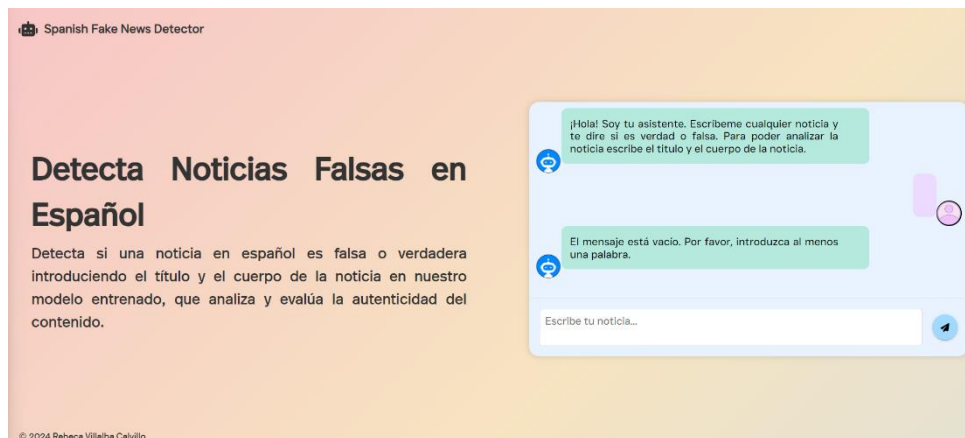 Spanish Fake News Detector
Detecta Noticias Falsas en
Español
Detecta si una noticia en español es falsa o verdadera
introduciendo el título y el cuerpo de la noticia en nuestro
modelo entrenado, que analiza y evalúa la autenticidad del
contenido.
¡Hola! Soy tu asistente. Escribeme cualquier noticia y
te dire si es verdad o falsa. Para poder analizar la
noticia escribe el titulo y el cuerpo de la noticia.
El mensaje está vacío. Por favor, introduzca al menos
una palabra.
Escribe tu noticia...
© 2024 Rebeca Villalba Calvillo